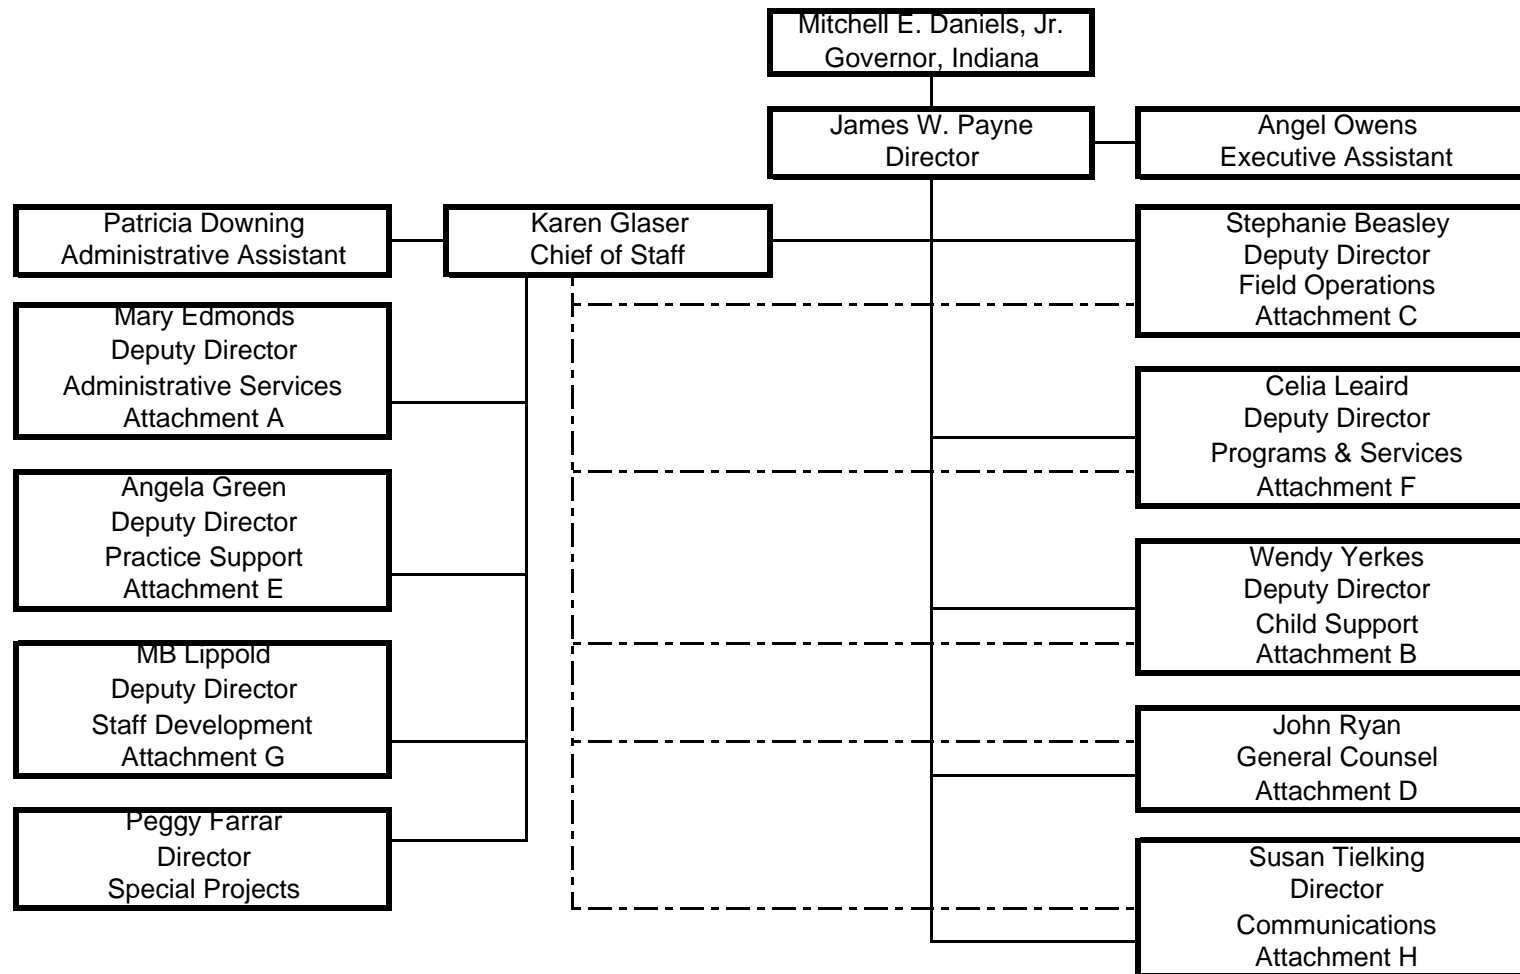 Mitchell E. Daniels, Jr.
Governor, Indiana
James W. Payne
Director
Angel Owens
Executive Assistant
Patricia Downing
Administrative Assistant
Karen Glaser
Chief of Staff
Stephanie Beasley
Deputy Director
Field Operations
Attachment C
Mary Edmonds
Deputy Director
Administrative Services
Attachment A
Celia Leaird
Deputy Director
Programs & Services
Attachment F
Angela Green
Deputy Director
Practice Support
Attachment E
Wendy Yerkes
Deputy Director
Child Support
Attachment B
MB Lippold
Deputy Director
Staff Development
Attachment G
John Ryan
General Counsel
Attachment D
Peggy Farrar
Director
Special Projects
Susan Tielking
Director
Communications
Attachment H